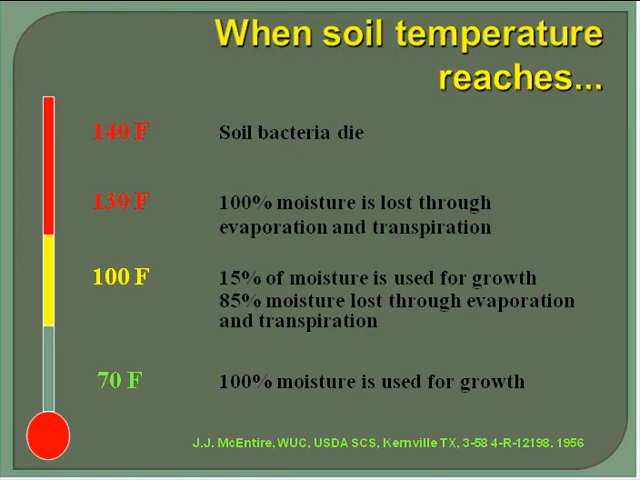 When soil temperature
reaches...
140 F Soil bacteria die
130 F 100% moisture is lost through
evaporation and transpiration
100 F 15% of moisture is used for growth
85% moisture lost through evaporation
and transpiration
70 F 100% moisture is used for growth
J.J. McEntire, WUC, USDA SCS, Kernville TX, 3-58 4-R-12198. 1956